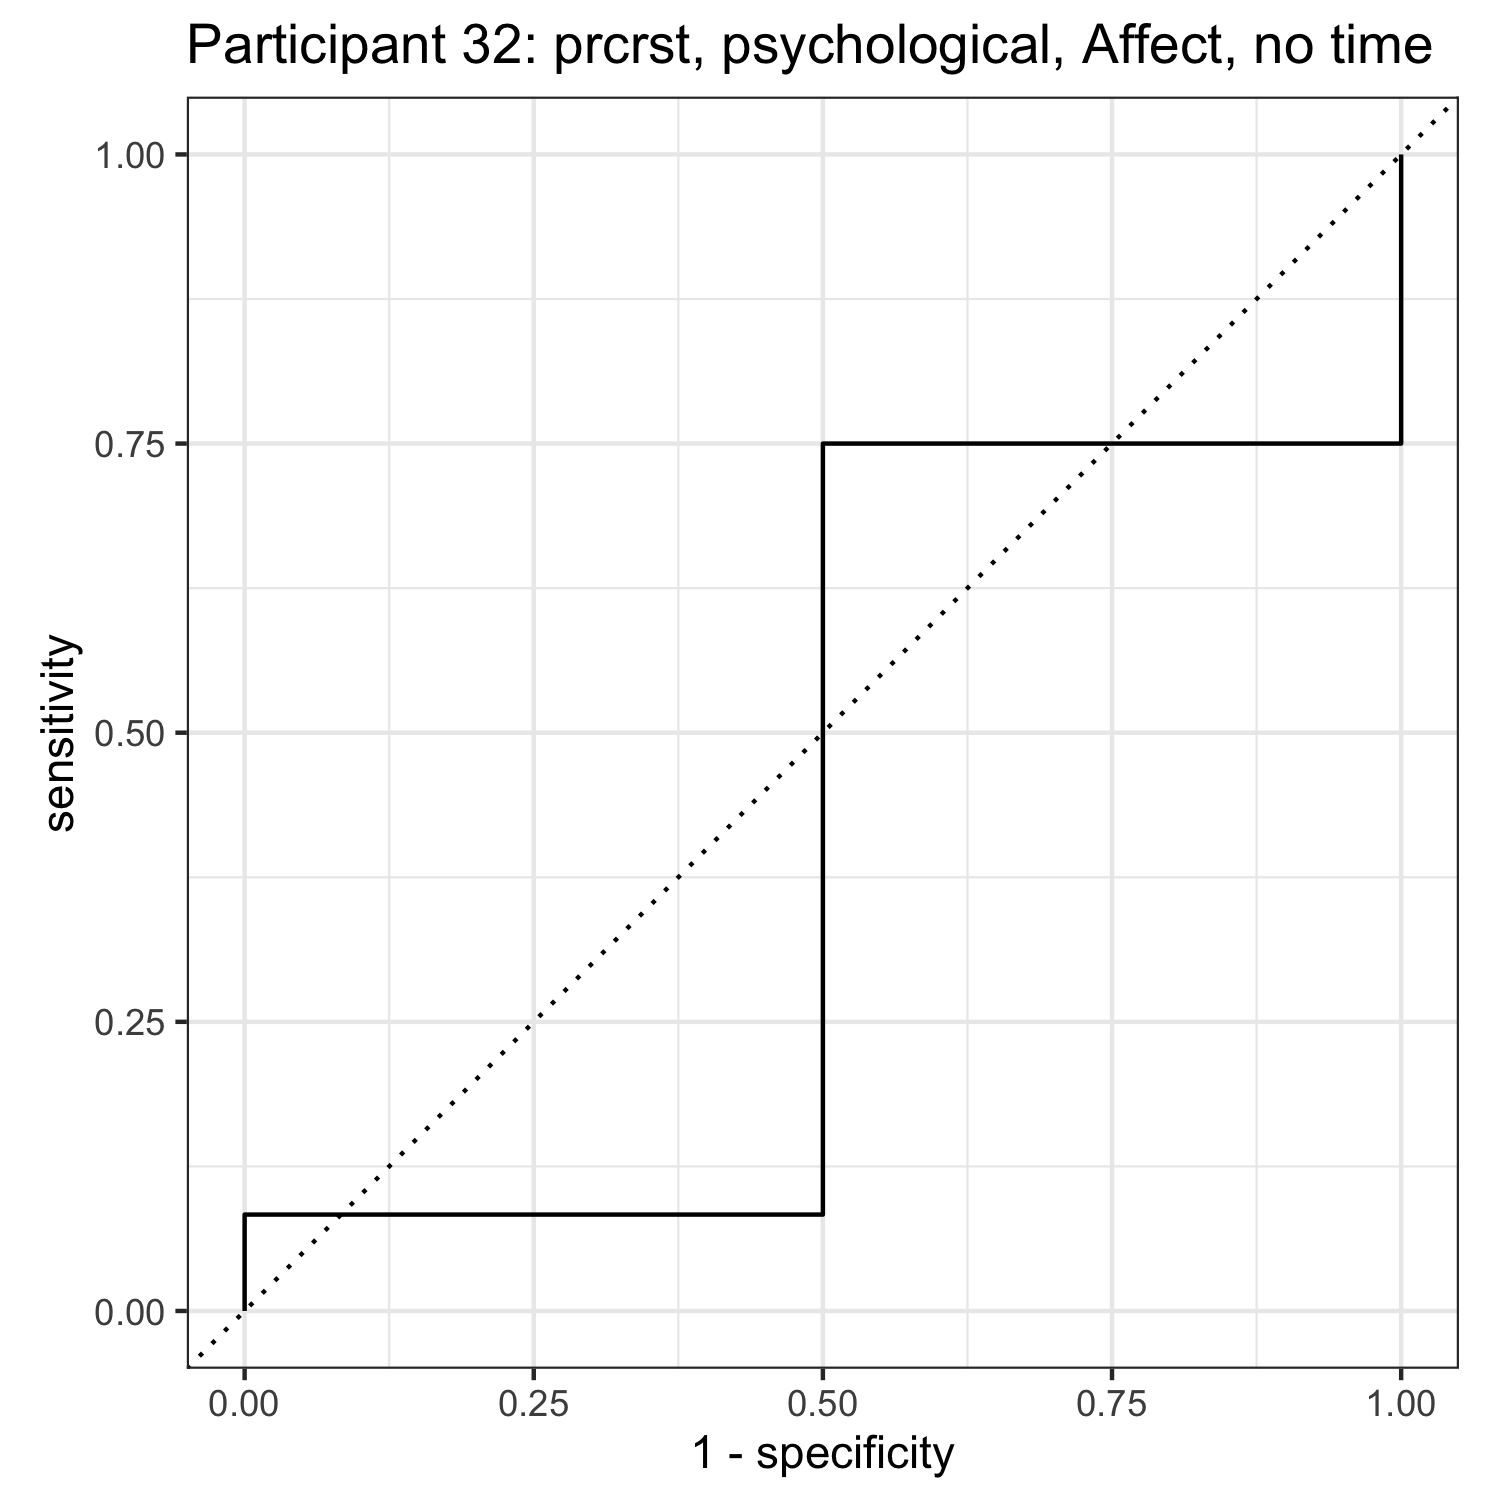 Participant 32: prcrst, psychological, Affect, no time
1.00
0.75
0.50
0.25
0.00
sensitivity
0.00 0.25 0.50 0.75 1.00
1 - specificity